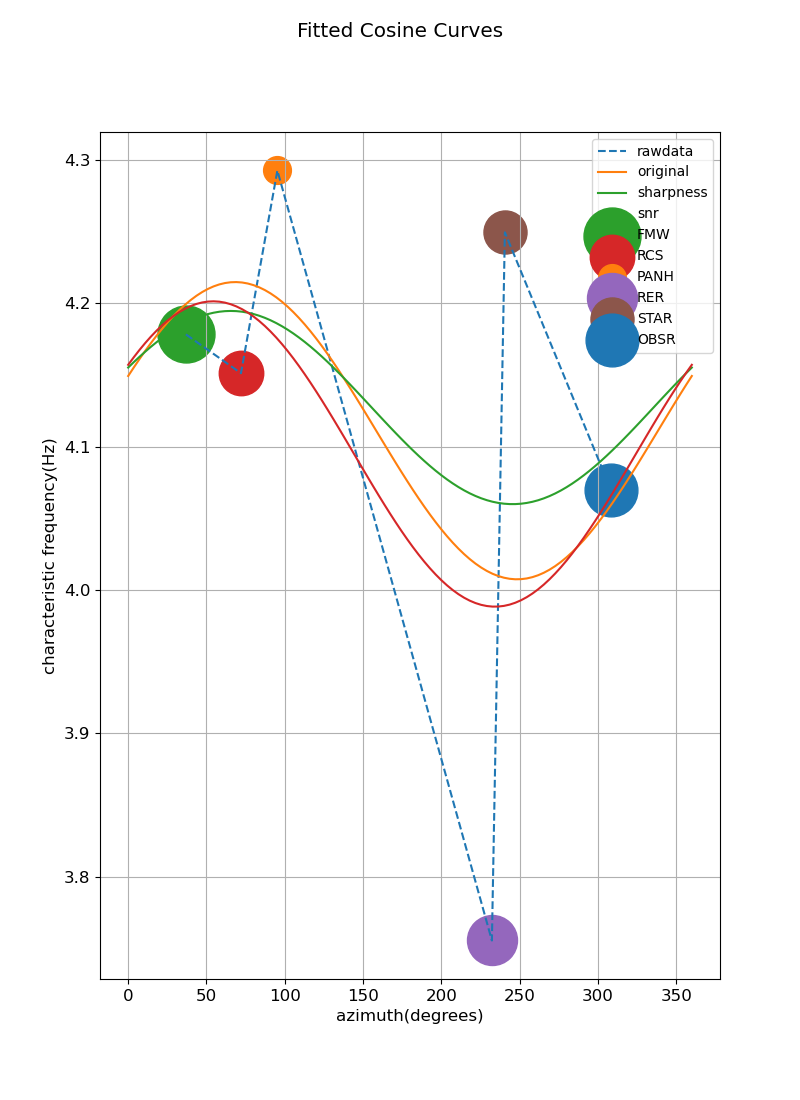 Fitted Cosine Curves
rawdata
original
sharpness
snr
FMW
RCS
PANH
RER
STAR
OBSR
4.3
4.2
4.1
4.0
3.9
3.8
characteristic frequency(Hz)
0 50 100 150 200 250 300 350
azimuth(degrees)